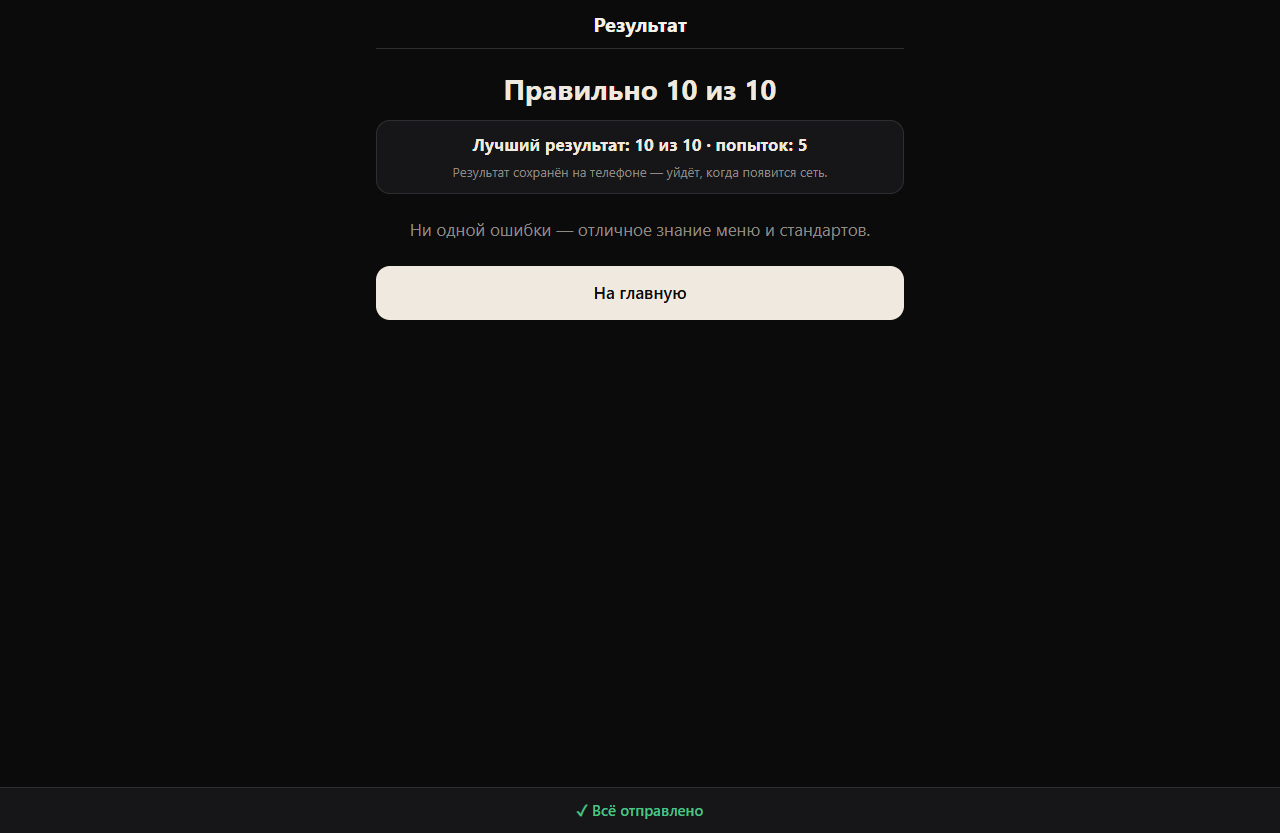 Результат
Правильно 10 из 10
Лучший результат: 10 из 10 · попыток: 5
Результат сохранён на телефоне — уйдёт, когда появится сеть.
Ни одной ошибки — отличное знание меню и стандартов.
На главную
✓ Всё отправлено